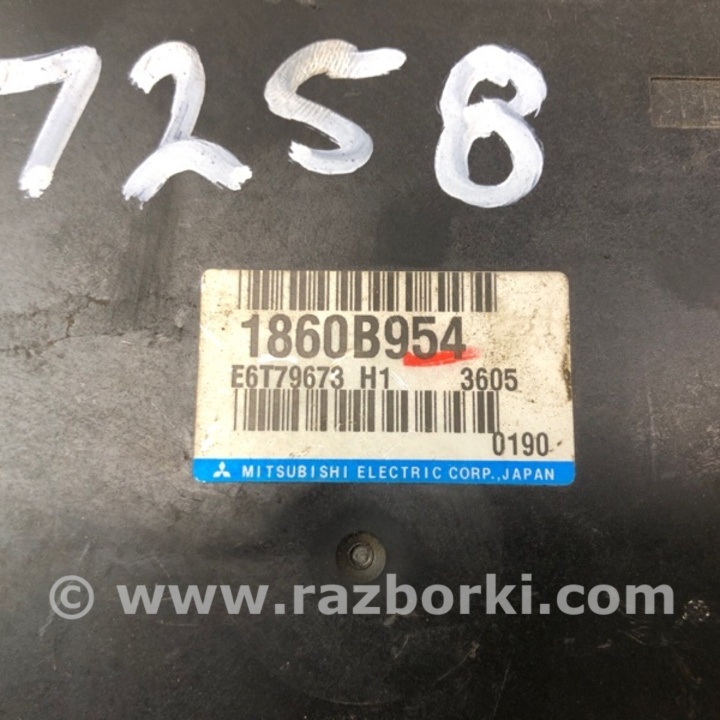 7258
1860B954
E6T79673 H1 3605
0190
MITSUBISHI ELECTRIC CORP.,JAPAN
© www.razborki.com